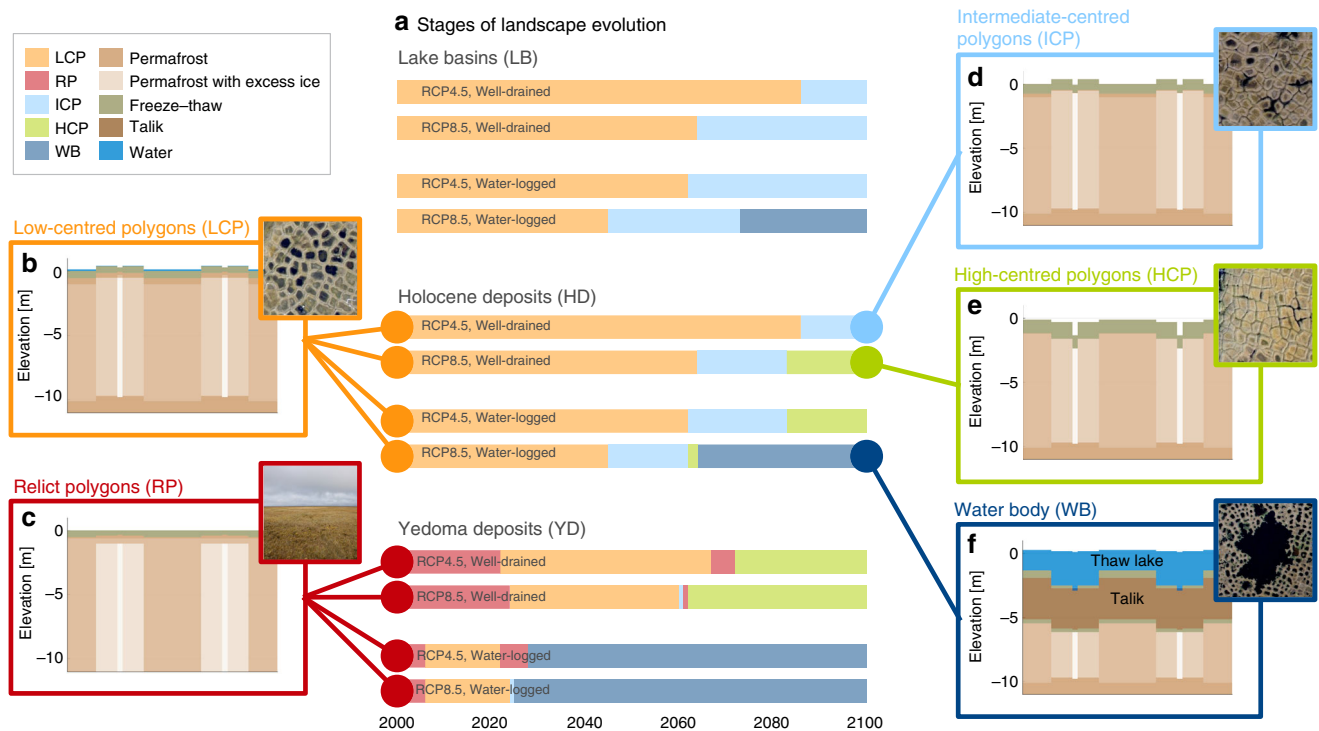 a Stages of landscape evolution
LCP
RP
ICP
HCP
WB
Permafrost
Permafrost with excess ice
Freeze–thaw
Talik
Water
Low-centred polygons (LCP)
b
Elevation [m]
0
–5
–10
Relict polygons (RP)
c
Elevation [m]
0
–5
–10
Lake basins (LB)
RCP4.5, Well-drained
RCP8.5, Well-drained
RCP4.5, Water-logged
RCP8.5, Water-logged
Holocene deposits (HD)
RCP4.5, Well-drained
RCP8.5, Well-drained
RCP4.5, Water-logged
RCP8.5, Water-logged
Yedoma deposits (YD)
RCP4.5, Well-drained
RCP8.5, Well-drained
RCP4.5, Water-logged
RCP8.5, Water-logged
2000 2020 2040 2060 2080 2100
Intermediate-centred
polygons (ICP)
d
Elevation [m]
0
–5
–10
High-centred polygons (HCP)
e
Elevation [m]
0
–5
–10
Water body (WB)
f
Elevation [m]
0
–5
–10
Thaw lake
Talik